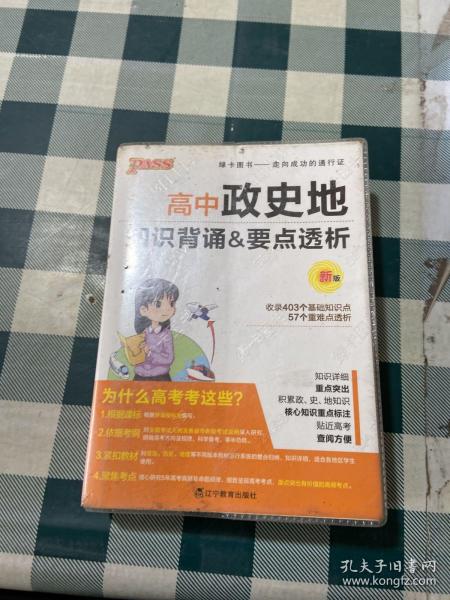 PASS
绿卡图书——走向成功的通行证
高中政史地
知识背诵&要点透析
新版
收录403个基础知识点
57个重难点透析
知识详细
重点突出
积累政、史、地知识
核心知识重点标注
贴近高考
查阅方便
为什么高考考这些?
1.根据课标
2.依据考纲
3.紧扣教材
4.聚焦考点
辽宁教育出版社
孔夫子旧书网
www.kongfz.com